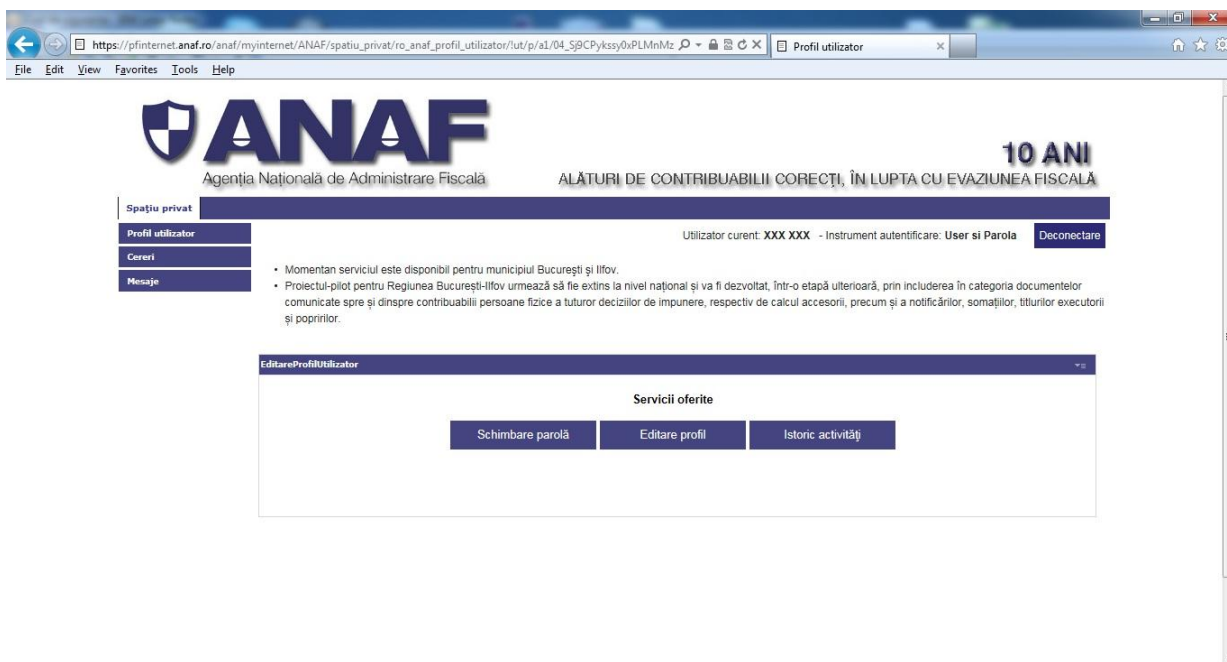 https://pfinternet.anaf.ro/anaf/myinternet/ANAF/spatiu_privat/ro_anaf_profil_utilizator/!ut/p/a1/04_Sj9CPykssy0xPLMnMz
Profil utilizator
File Edit View Favorites Tools Help
ANAF
Agenția Națională de Administrare Fiscală
10 ANI
ALĂTURI DE CONTRIBUABILII CORECȚI, ÎN LUPTA CU EVAZIUNEA FISCALĂ
Spațiu privat
Profil utilizator
Cereri
Mesaje
Utilizator curent: XXX XXX - Instrument autentificare: User si Parola
Deconectare
• Momentan serviciul este disponibil pentru municipiul Bucureşti şi Ilfov.
• Proiectul-pilot pentru Regiunea București-Ilfov urmează să fie extins la nivel național și va fi dezvoltat, într-o etapă ulterioară, prin includerea în categoria documentelor
comunicate spre și dinspre contribuabilii persoane fizice a tuturor deciziilor de impunere, respectiv de calcul accesorii, precum și a notificărilor, somațiilor, titlurilor executorii
și popririlor.
EditareProfilUtilizator
Servicii oferite
Schimbare parolă
Editare profil
Istoric activităţi